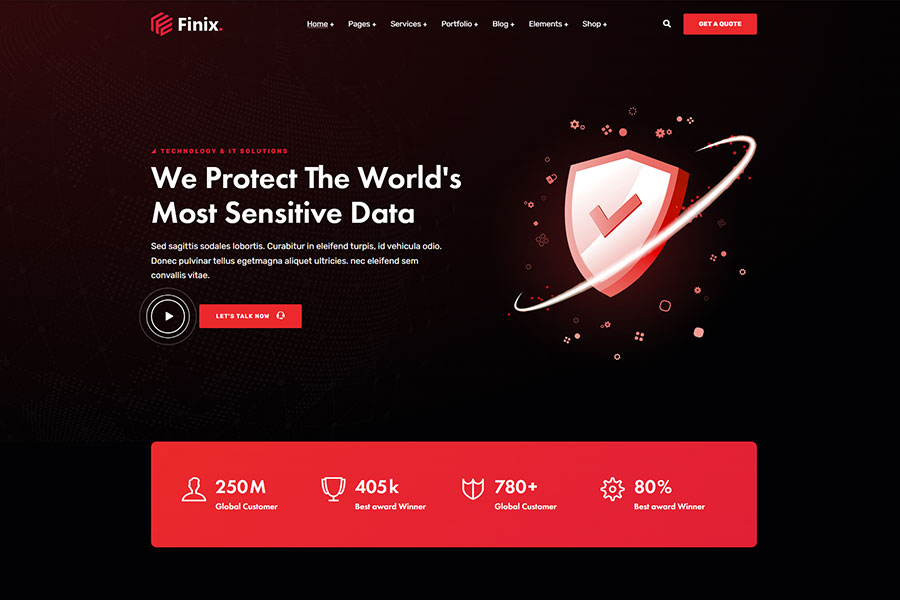 Finix.
Home + Pages + Services + Portfolio + Blog + Elements + Shop +
GET A QUOTE
TECHNOLOGY & IT SOLUTIONS
We Protect The World's
Most Sensitive Data
Sed sagittis sodales lobortis. Curabitur in eleifend turpis, id vehicula odio.
Donec pulvinar tellus egetmagna aliquet ultricies. nec eleifend sem
convallis vitae.
LET'S TALK NOW
250M
Global Customer
405k
Best award Winner
780+
Global Customer
80%
Best award Winner